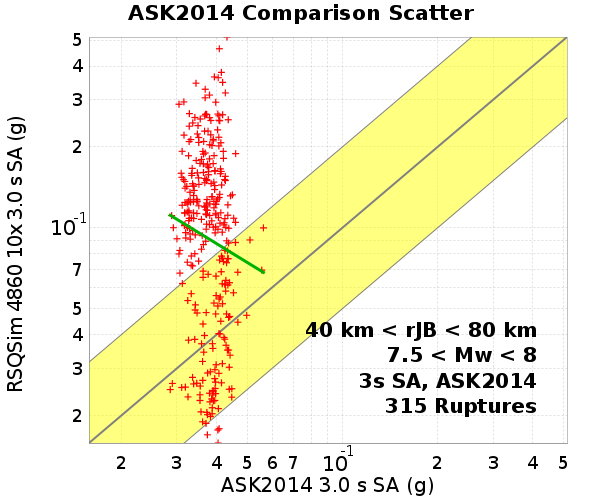 ASK2014 Comparison Scatter
RSQSim 4860 10x 3.0 s SA (g)
5
4
3
2
10^-1
7
5
4
3
2
40 km < rJB < 80 km
7.5 < Mw < 8
3s SA, ASK2014
315 Ruptures
2 3 4 5 6 7 10^-1 2 3 4 5
ASK2014 3.0 s SA (g)